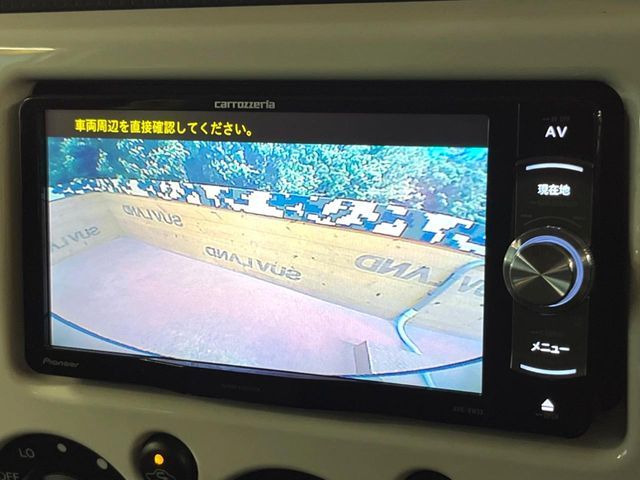 carrozzeria
車両周辺を直接確認してください。
AV
現在地
SUVLAND
SUVLAND
SUVLAND
SUVLAND
メニュー
Pioneer
LO
OFF